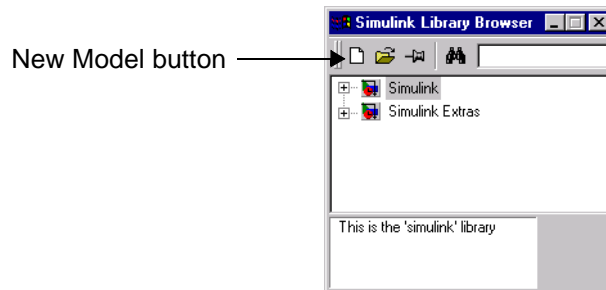 Simulink Library Browser
New Model button
Simulink
Simulink Extras
This is the 'simulink' library